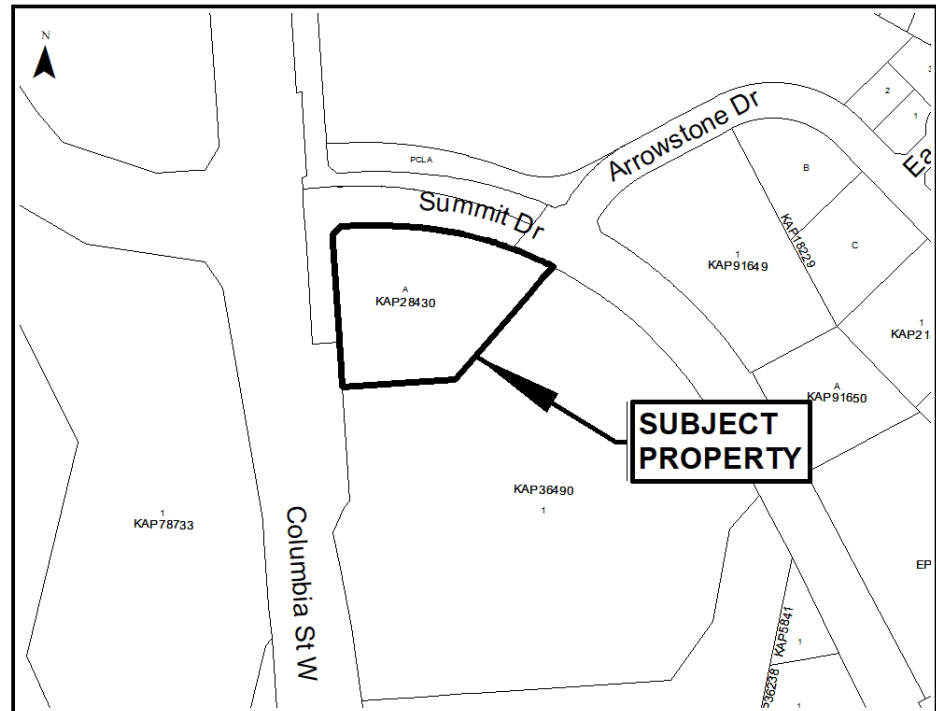 N
3
2
1
Arrowstone Dr
Ea
PCLA
B
Summit Dr
KAP18229
C
1
KAP91649
A
KAP28430
1
KAP21
A
KAP91650
SUBJECT
PROPERTY
KAP36490
1
1
KAP78733
Columbia St W
EP
KAP5841
1
P36238
1